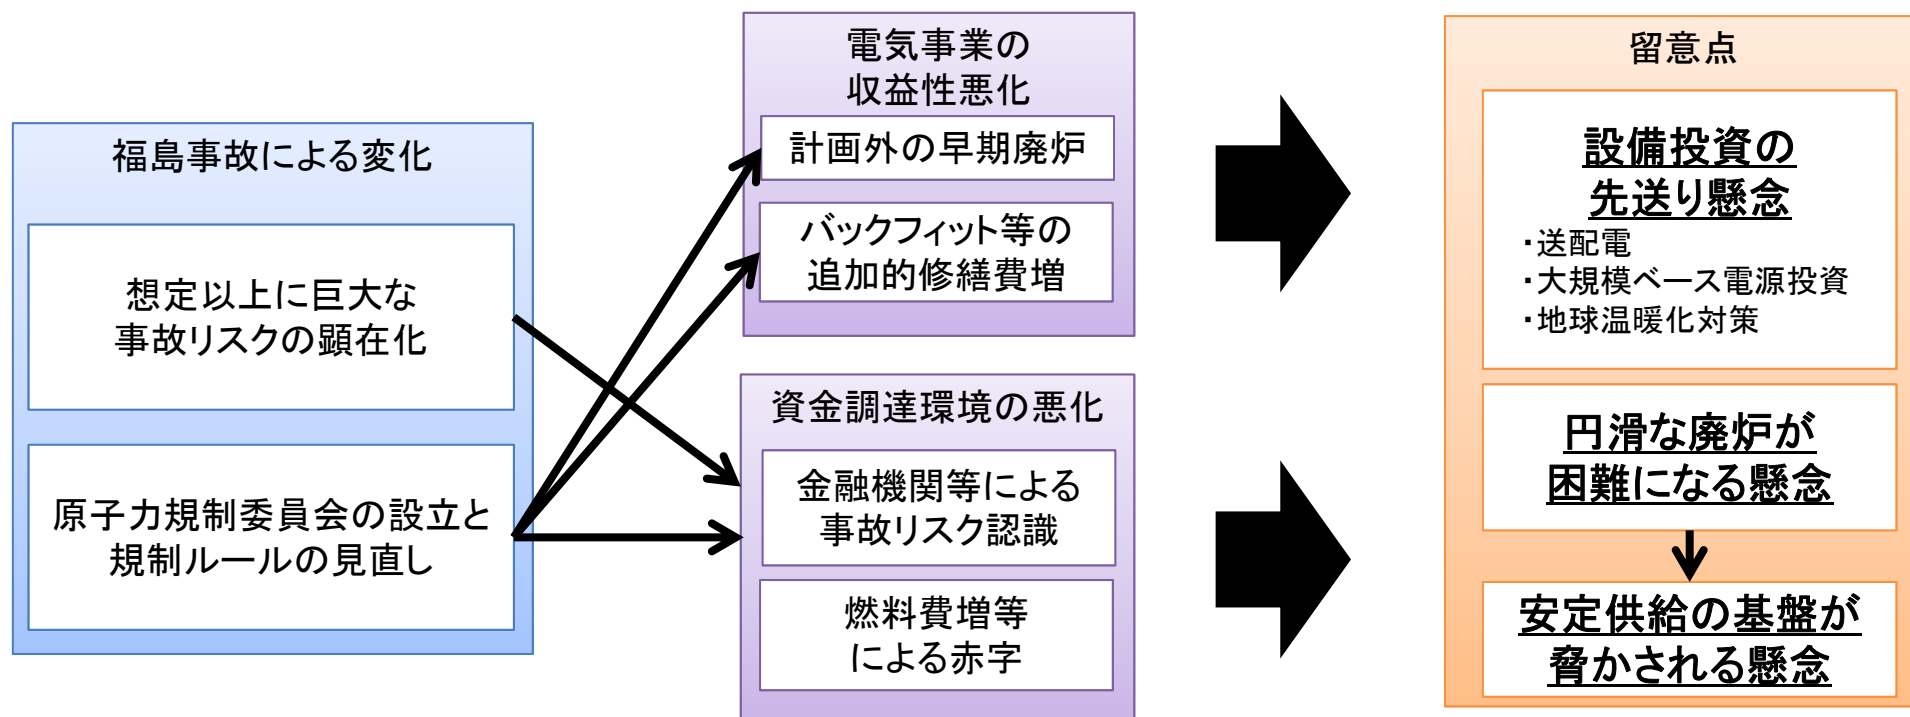 福島事故による変化
想定以上に巨大な
事故リスクの顕在化
原子力規制委員会の設立と
規制ルールの見直し
電気事業の
収益性悪化
計画外の早期廃炉
バックフィット等の
追加的修繕費増
資金調達環境の悪化
金融機関等による
事故リスク認識
燃料費増等
による赤字
留意点
設備投資の
先送り懸念
・送配電
・大規模ベース電源投資
・地球温暖化対策
円滑な廃炉が
困難になる懸念
安定供給の基盤が
脅かされる懸念